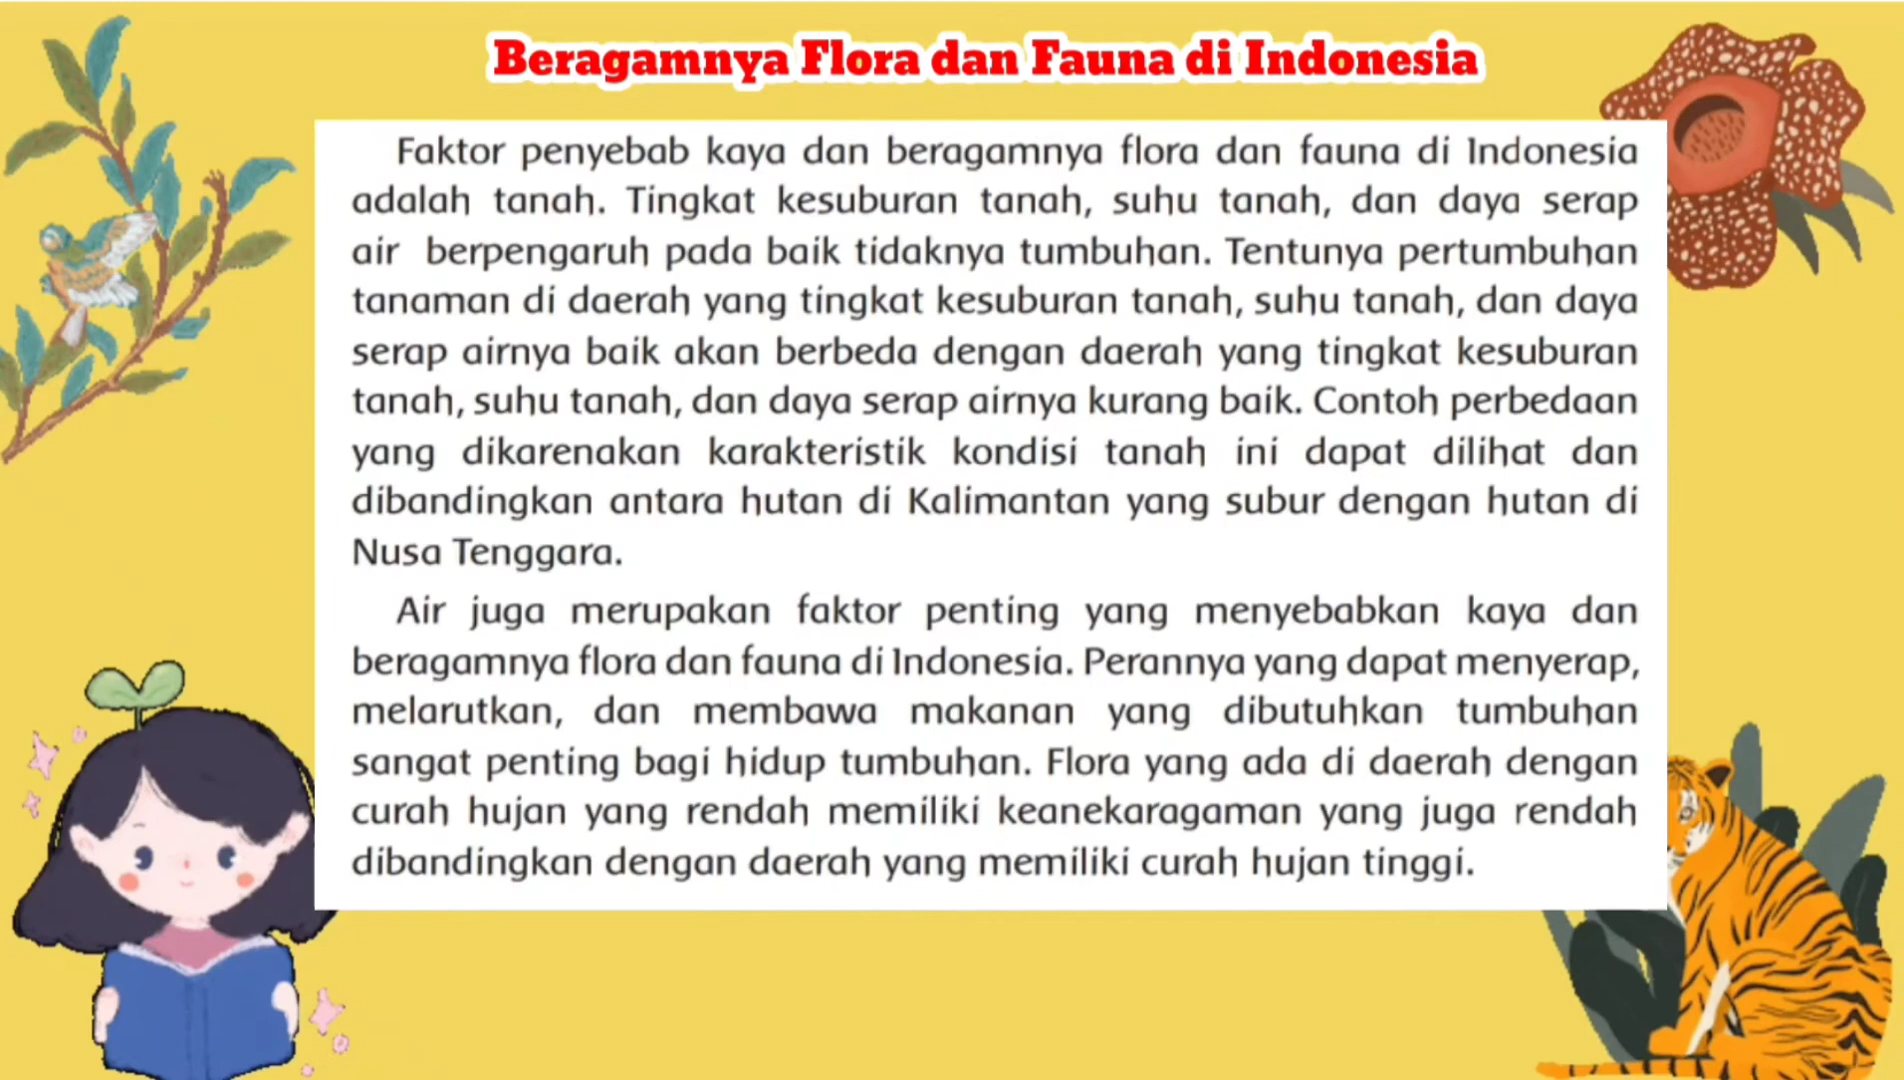 Beragamnya Flora dan Fauna di Indonesia
Faktor penyebab kaya dan beragamnya flora dan fauna di Indonesia
adalah tanah. Tingkat kesuburan tanah, suhu tanah, dan daya serap
air berpengaruh pada baik tidaknya tumbuhan. Tentunya pertumbuhan
tanaman di daerah yang tingkat kesuburan tanah, suhu tanah, dan daya
serap airnya baik akan berbeda dengan daerah yang tingkat kesuburan
tanah, suhu tanah, dan daya serap airnya kurang baik. Contoh perbedaan
yang dikarenakan karakteristik kondisi tanah ini dapat dilihat dan
dibandingkan antara hutan di Kalimantan yang subur dengan hutan di
Nusa Tenggara.
Air juga merupakan faktor penting yang menyebabkan kaya dan
beragamnya flora dan fauna di Indonesia. Perannya yang dapat menyerap,
melarutkan, dan membawa makanan yang dibutuhkan tumbuhan
sangat penting bagi hidup tumbuhan. Flora yang ada di daerah dengan
curah hujan yang rendah memiliki keanekaragaman yang juga rendah
dibandingkan dengan daerah yang memiliki curah hujan tinggi.